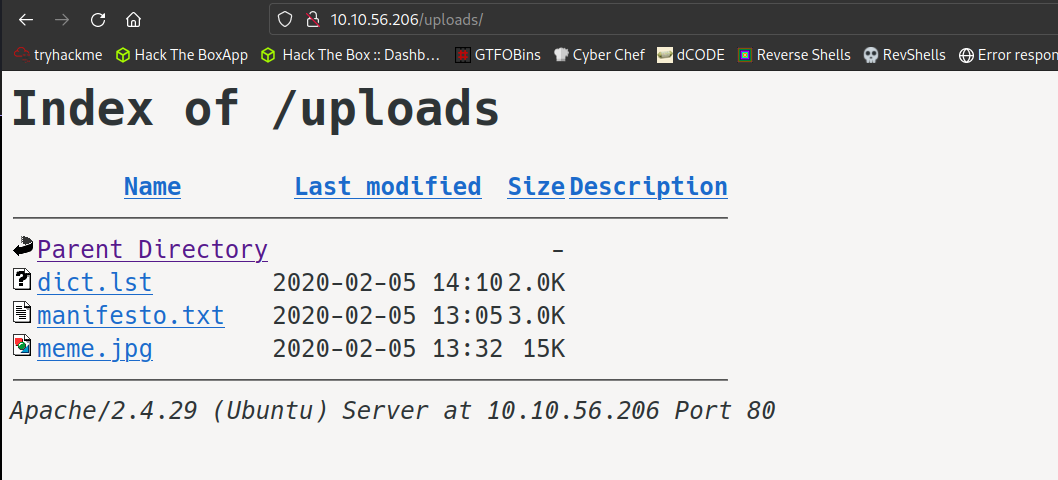 10.10.56.206/uploads/
tryhackme Hack The BoxApp Hack The Box :: Dashb… GTFOBins Cyber Chef dCODE Reverse Shells RevShells Error respon
Index of /uploads
Name Last modified Size Description
Parent Directory -
dict.lst 2020-02-05 14:10 2.0K
manifesto.txt 2020-02-05 13:05 3.0K
meme.jpg 2020-02-05 13:32 15K
Apache/2.4.29 (Ubuntu) Server at 10.10.56.206 Port 80